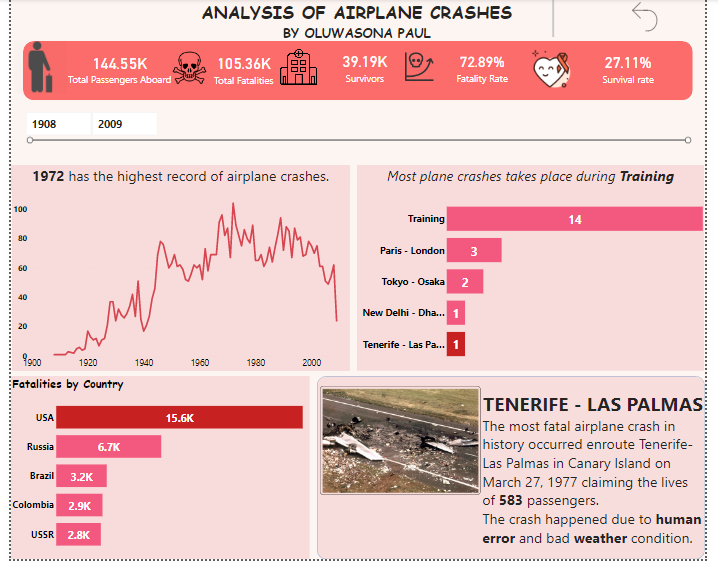 ANALYSIS OF AIRPLANE CRASHES
BY OLUWASONA PAUL
144.55K
Total Passengers Aboard
105.36K
Total Fatalities
39.19K
Survivors
72.89%
Fatality Rate
27.11%
Survival rate
1908
2009
1972 has the highest record of airplane crashes.
100
80
60
40
20
0
1900
1920
1940
1960
1980
2000
Most plane crashes takes place during Training
Training
14
Paris - London
3
Tokyo - Osaka
2
New Delhi - Dha...
1
Tenerife - Las Pa...
1
Fatalities by Country
USA
15.6K
Russia
6.7K
Brazil
3.2K
Colombia
2.9K
USSR
2.8K
TENERIFE - LAS PALMAS
The most fatal airplane crash in
history occurred enroute Tenerife-
Las Palmas in Canary Island on
March 27, 1977 claiming the lives
of 583 passengers.
The crash happened due to human
error and bad weather condition.